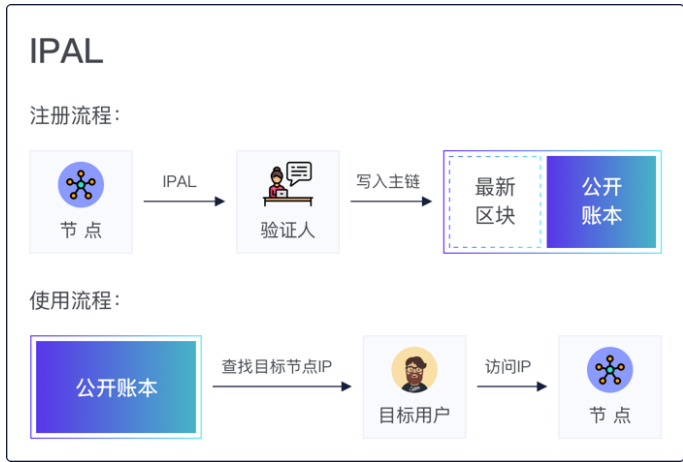 IPAL
注册流程：
IPAL
写入主链
节 点
验证人
最新
区块
公开
账本
使用流程：
公开账本
查找目标节点IP
目标用户
访问IP
节 点